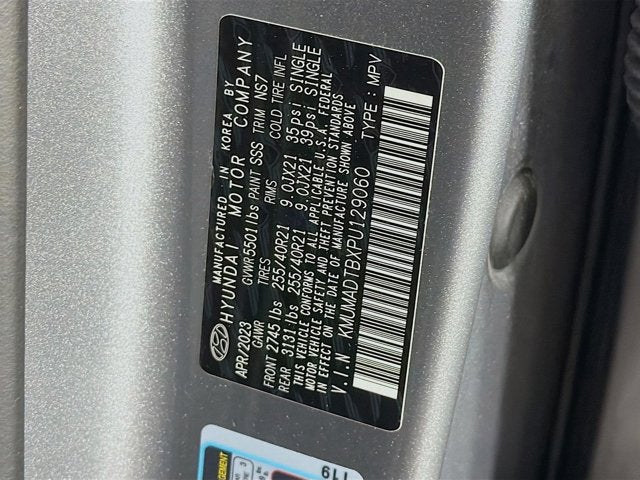 MANUFACTURED IN KOREA BY
HYUNDAI MOTOR COMPANY
APR/2023 GVWR 5501 lbs PAINT SSS TRIM NS7
GAWR TIRES RIMS COLD TIRE INFL
FRONT 2745 lbs 255/40R21 9.0JX21 35psi SINGLE
REAR 3131 lbs 255/40R21 9.0JX21 39psi SINGLE
THIS VEHICLE CONFORMS TO ALL APPLICABLE U.S.A. FEDERAL
MOTOR VEHICLE SAFETY AND THEFT PREVENTION STANDARDS
IN EFFECT ON THE DATE OF MANUFACTURE SHOWN ABOVE
V.I.N : KMUMADTBXPU129060 TYPE : MPV
119